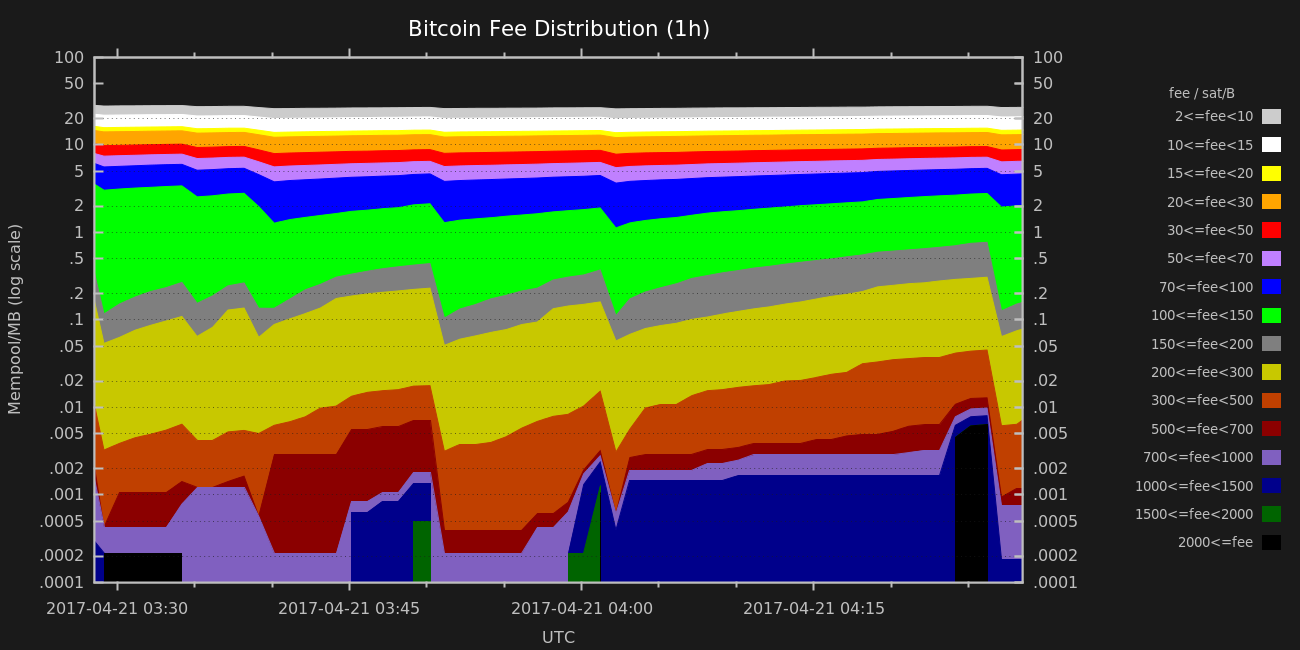 Bitcoin Fee Distribution (1h)
100 100
50 50
20 20
10 10
5 5
2 2
1 1
.5 .5
.2 .2
.1 .1
.05 .05
.02 .02
.01 .01
.005 .005
.002 .002
.001 .001
.0005 .0005
.0002 .0002
.0001 .0001
Mempool/MB (log scale)
2017-04-21 03:30 2017-04-21 03:45 2017-04-21 04:00 2017-04-21 04:15
UTC
fee / sat/B
2<=fee<10
10<=fee<15
15<=fee<20
20<=fee<30
30<=fee<50
50<=fee<70
70<=fee<100
100<=fee<150
150<=fee<200
200<=fee<300
300<=fee<500
500<=fee<700
700<=fee<1000
1000<=fee<1500
1500<=fee<2000
2000<=fee